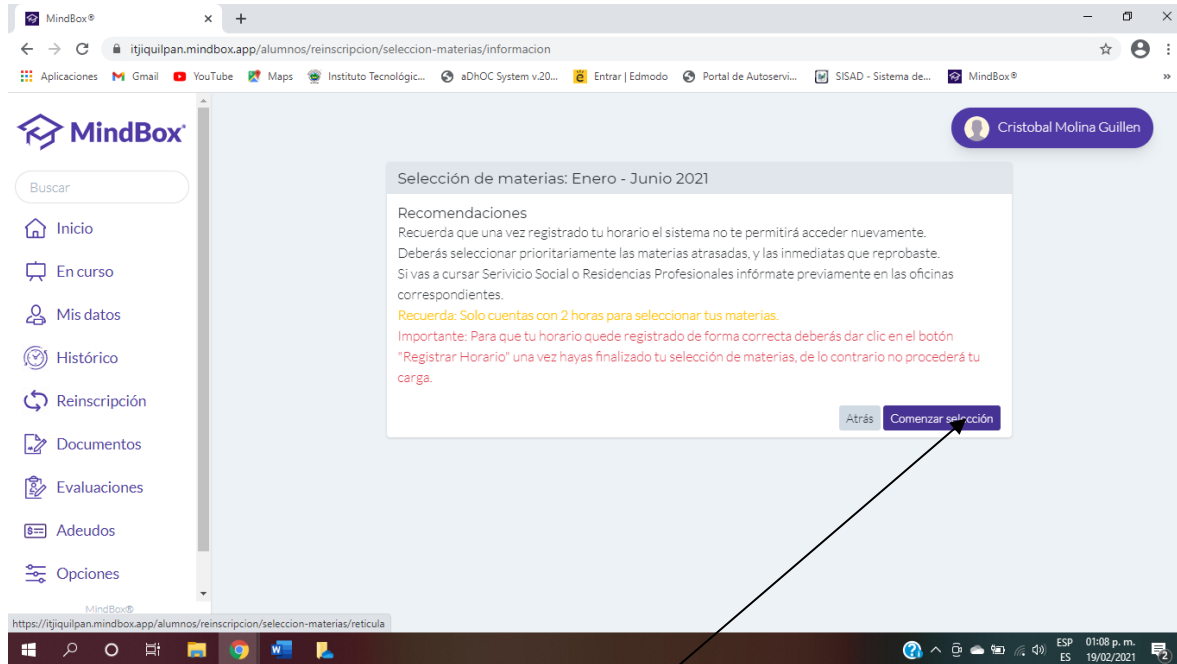 MindBox®
itjiquilpan.mindbox.app/alumnos/reinscripcion/seleccion-materias/informacion
Aplicaciones
Gmail
YouTube
Maps
Instituto Tecnológic...
aDhOC System v.20...
Entrar | Edmodo
Portal de Autoservi...
SISAD - Sistema de...
MindBox®
»
MindBox
Cristobal Molina Guillen
Buscar
Inicio
En curso
Mis datos
Histórico
Reinscripción
Documentos
Evaluaciones
Adeudos
Opciones
MindBox®
Selección de materias: Enero - Junio 2021
Recomendaciones
Recuerda que una vez registrado tu horario el sistema no te permitirá acceder nuevamente.
Deberás seleccionar prioritariamente las materias atrasadas, y las inmediatas que reprobaste.
Si vas a cursar Serivicio Social o Residencias Profesionales infórmate previamente en las oficinas
correspondientes.
Recuerda: Solo cuentas con 2 horas para seleccionar tus materias.
Importante: Para que tu horario quede registrado de forma correcta deberás dar clic en el botón
"Registrar Horario" una vez hayas finalizado tu selección de materias, de lo contrario no procederá tu
carga.
Atrás
Comenzar selección
https://itjiquilpan.mindbox.app/alumnos/reinscripcion/seleccion-materias/reticula
ESP
ES
01:08 p. m.
19/02/2021
2